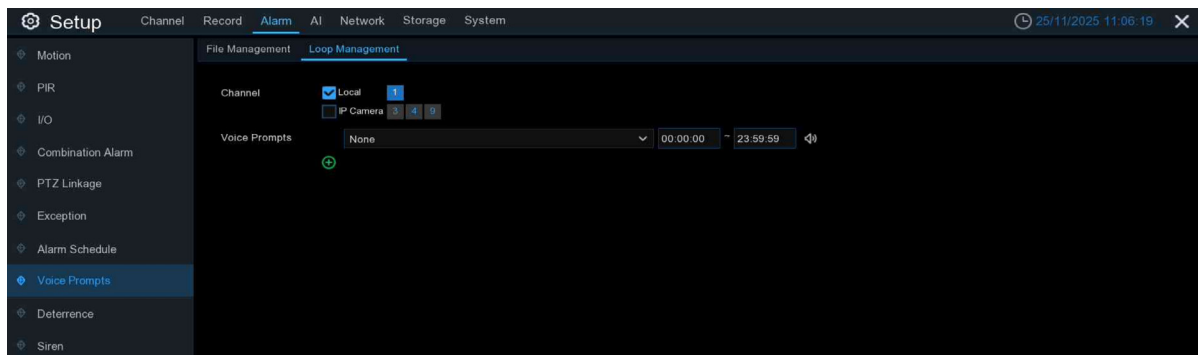 Setup Channel Record Alarm AI Network Storage System 25/11/2025 11:06:19
File Management Loop Management
Motion
PIR
I/O
Combination Alarm
PTZ Linkage
Exception
Alarm Schedule
Voice Prompts
Deterrence
Siren
Channel Local 1
IP Camera 3 4 9
Voice Prompts None 00:00:00 ~ 23:59:59